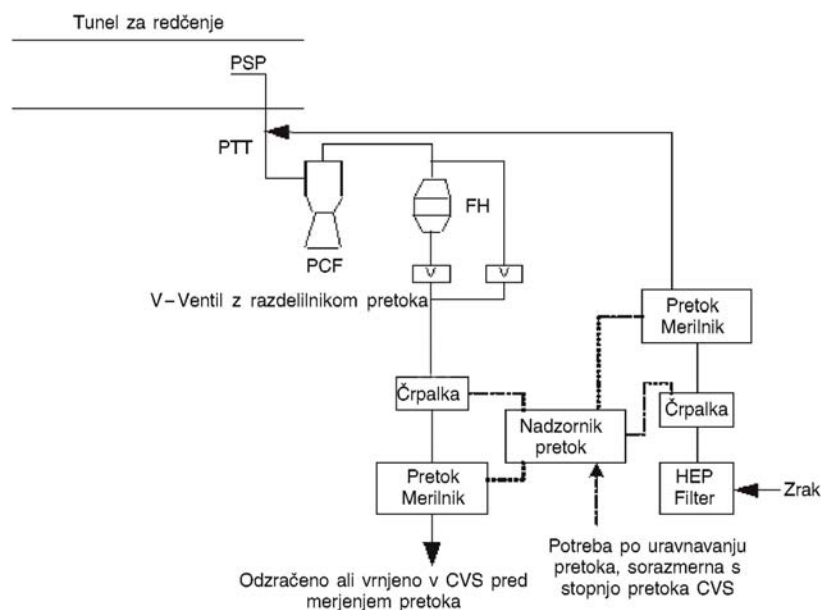 Tunel za redčenje
PSP
PTT
PCF
FH
V
V
V–Ventil z razdelilnikom pretoka
Pretok
Merilnik
Črpalka
Črpalka
Nadzornik
pretok
Pretok
Merilnik
HEP
Filter
Zrak
Odzračeno ali vrnjeno v CVS pred
merjenjem pretoka
Potreba po uravnavanju
pretoka, sorazmerna s
stopnjo pretoka CVS